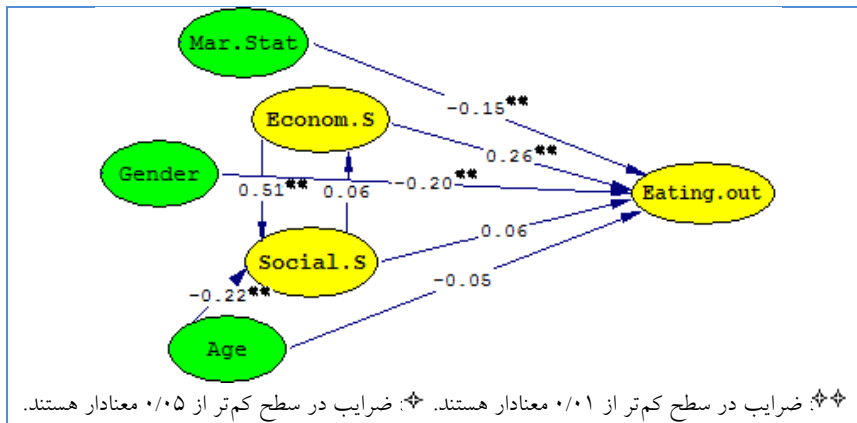 Mar.Stat
-0.15**
Econom.S
0.26**
Gender
0.51**
0.06
-0.20**
Eating.out
0.06
Social.S
-0.05
-0.22**
Age
✧✧: ضرایب در سطح کم‌تر از ۰/۰۱ معنادار هستند. ✧: ضرایب در سطح کم‌تر از ۰/۰۵ معنادار هستند.